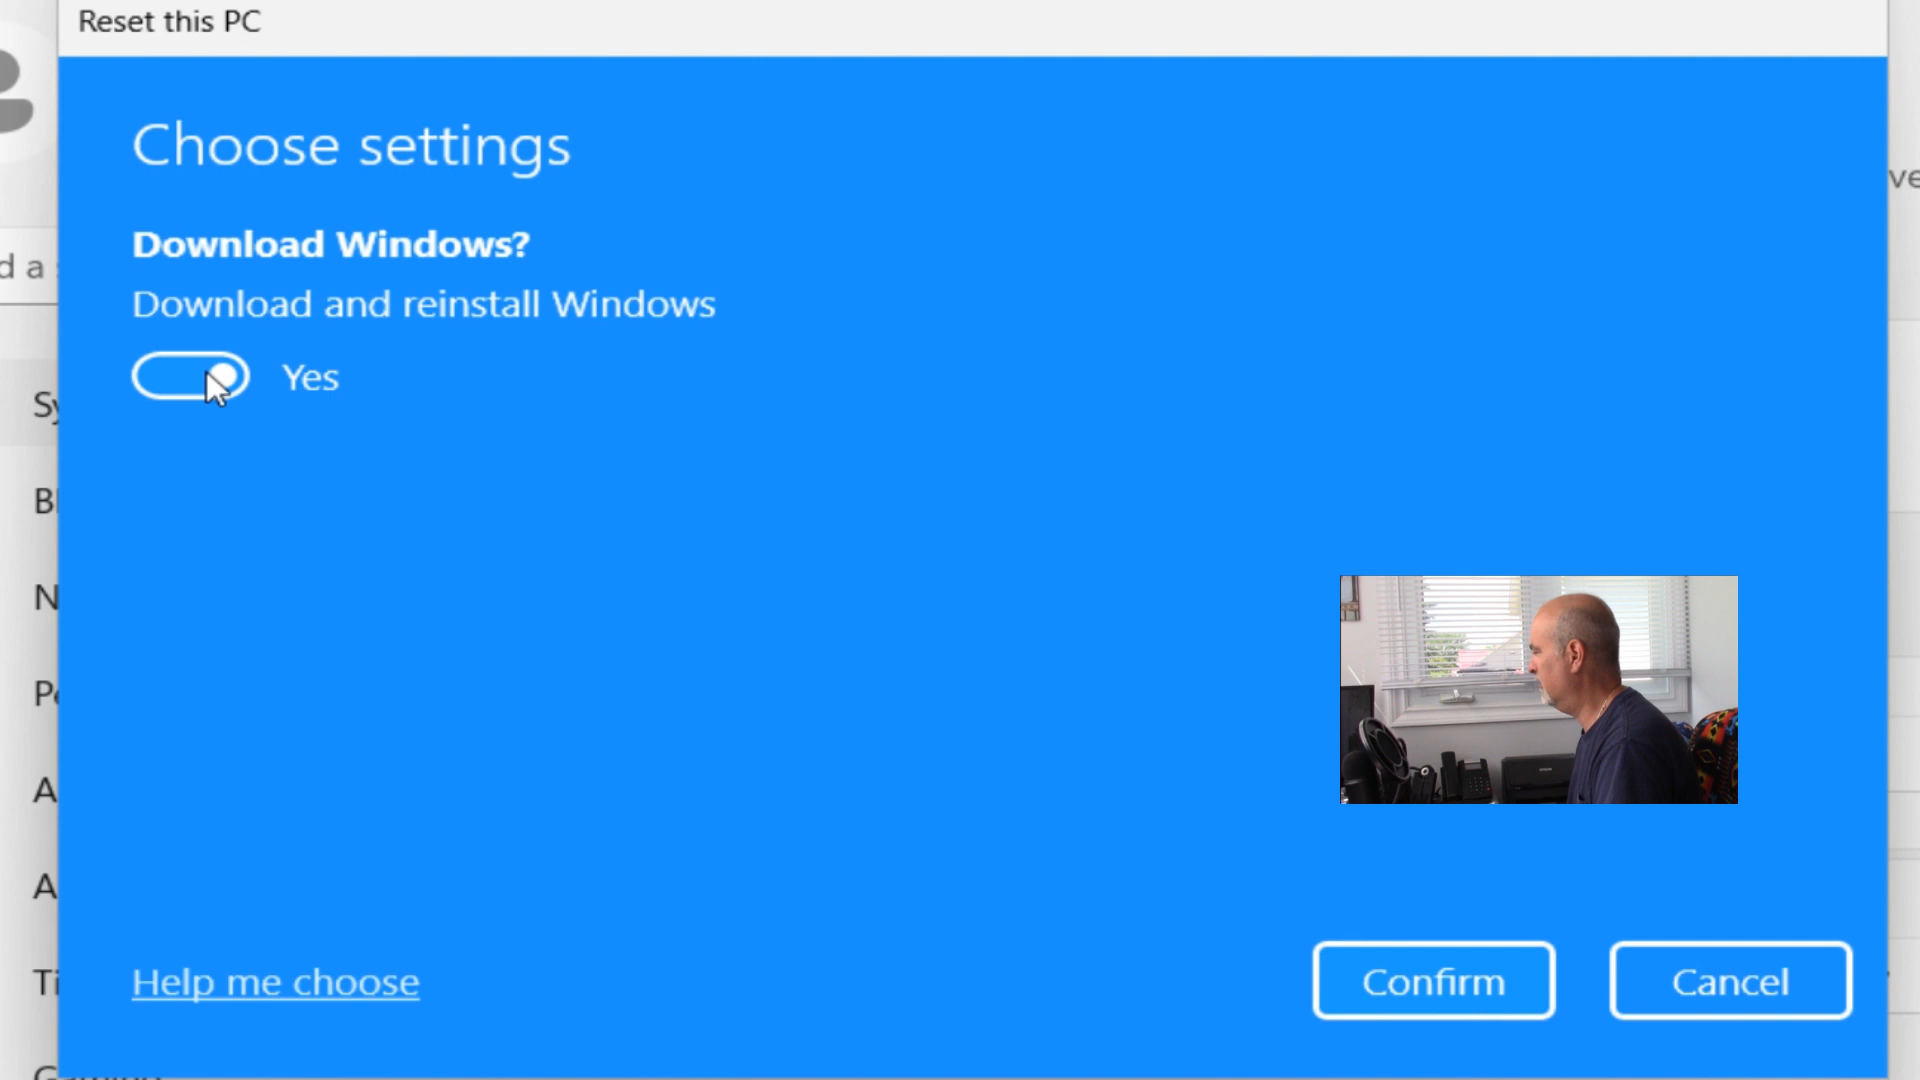 Reset this PC
Choose settings
Download Windows?
Download and reinstall Windows
Yes
Help me choose
Confirm
Cancel